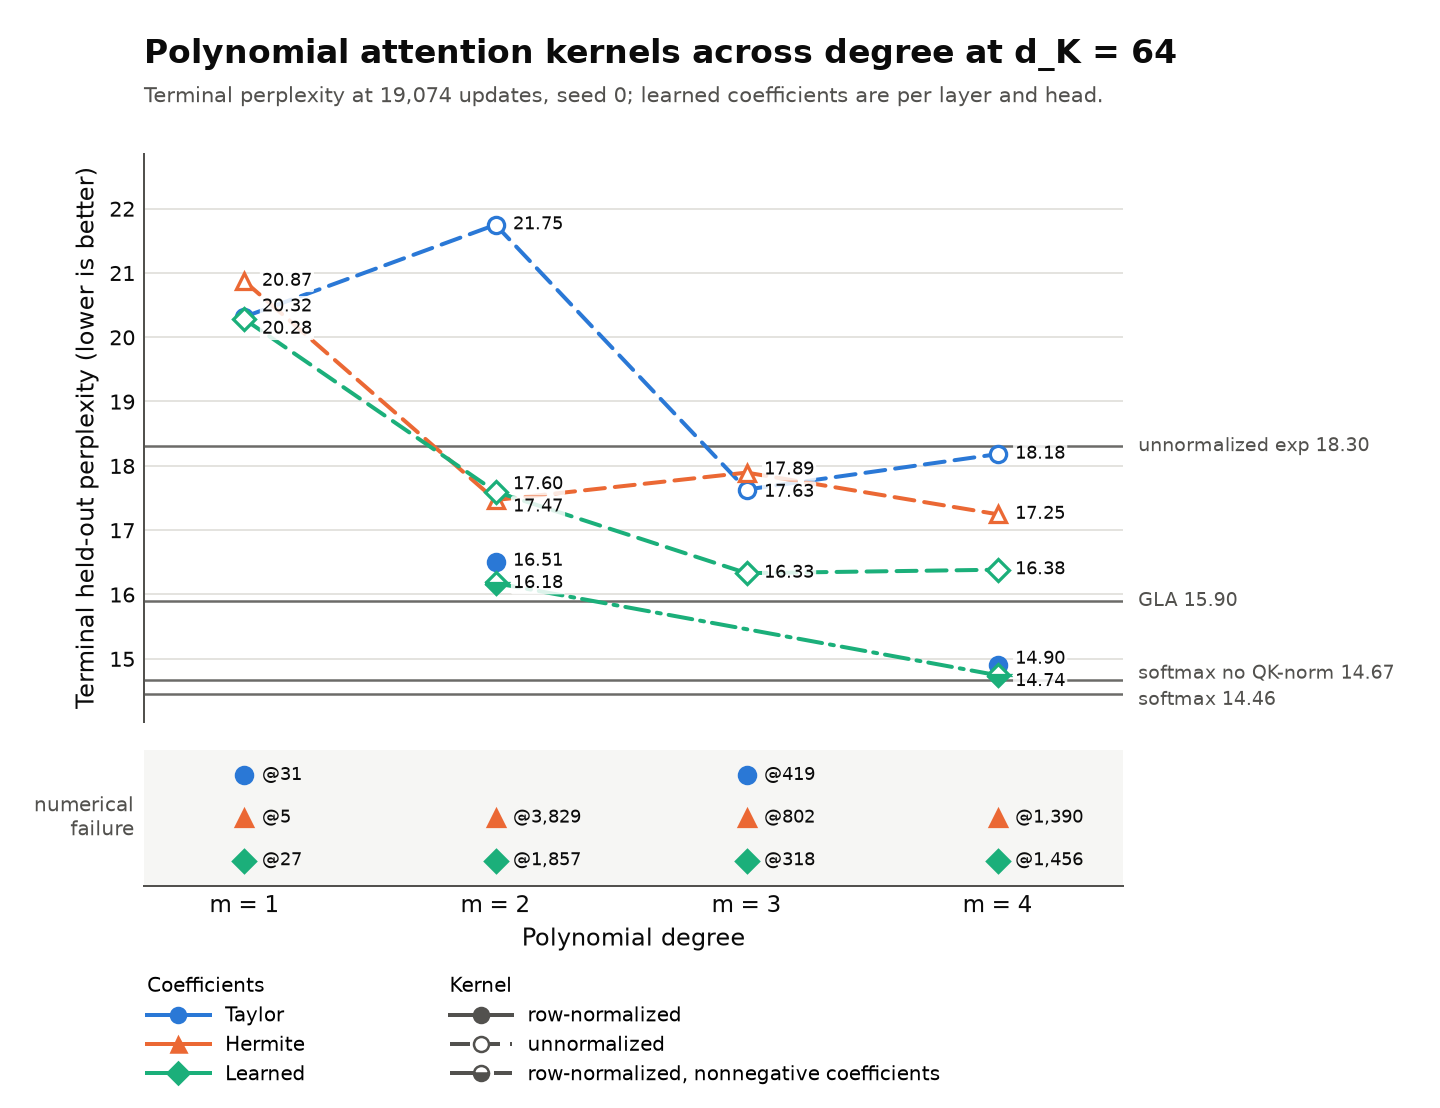 Polynomial attention kernels across degree at d_K = 64
Terminal perplexity at 19,074 updates, seed 0; learned coefficients are per layer and head.
Terminal held-out perplexity (lower is better)
22
21
20
19
18
17
16
15
20.87
20.32
20.28
21.75
17.60
17.47
16.51
16.18
17.89
17.63
16.33
18.18
17.25
16.38
14.90
14.74
unnormalized exp 18.30
GLA 15.90
softmax no QK-norm 14.67
softmax 14.46
numerical
failure
@31
@419
@5
@3,829
@802
@1,390
@27
@1,857
@318
@1,456
m = 1
m = 2
m = 3
m = 4
Polynomial degree
Coefficients
Taylor
Hermite
Learned
Kernel
row-normalized
unnormalized
row-normalized, nonnegative coefficients